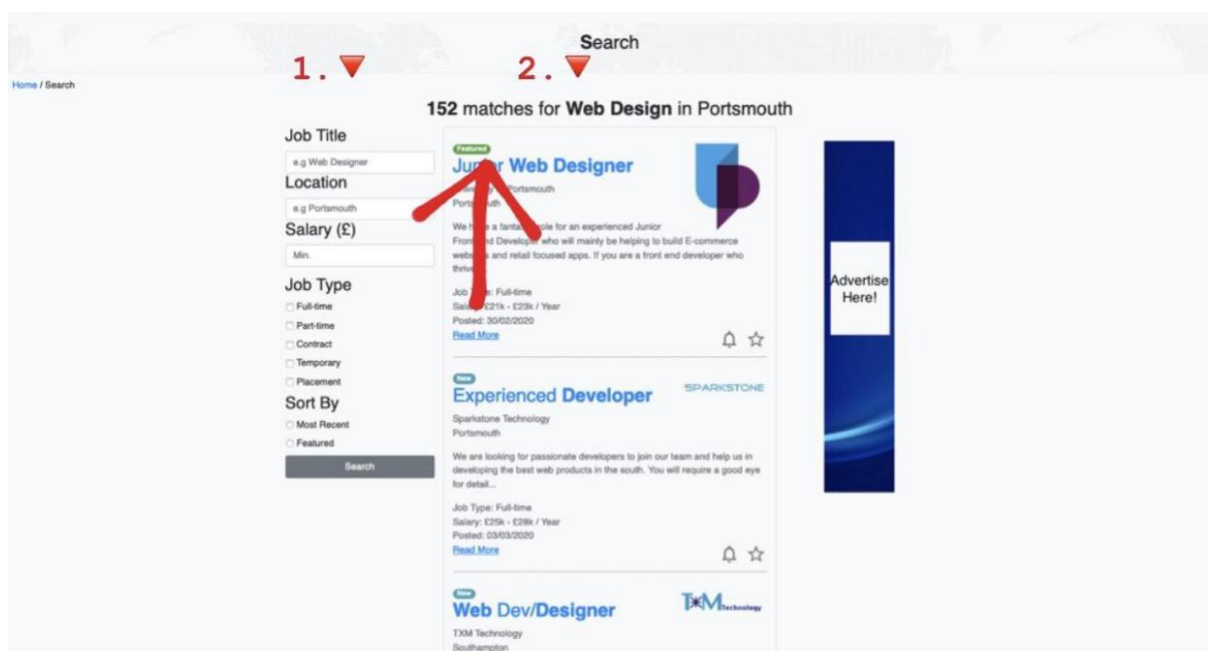 Search
1. 2.
Home / Search
152 matches for Web Design in Portsmouth
Job Title
e.g Web Designer
Location
e.g Portsmouth
Salary (£)
Min.
Job Type
Full-time
Part-time
Contract
Temporary
Placement
Sort By
Most Recent
Featured
Search
Featured
Junior Web Designer
Portsmouth
Portsmouth
We have a fantastic role for an experienced Junior
Front end Developer who will mainly be helping to build E-commerce
websites and retail focused apps. If you are a front end developer who
thrive
Job Type: Full-time
Salary: £21k - £23k / Year
Posted: 30/02/2020
Read More
New
Experienced Developer
SPARKSTONE
Sparkstone Technology
Portsmouth
We are looking for passionate developers to join our team and help us in
developing the best web products in the south. You will require a good eye
for detail...
Job Type: Full-time
Salary: £25k - £28k / Year
Posted: 03/03/2020
Read More
New
Web Dev/Designer
TXM Technology
TXM Technology
Southampton
Advertise
Here!